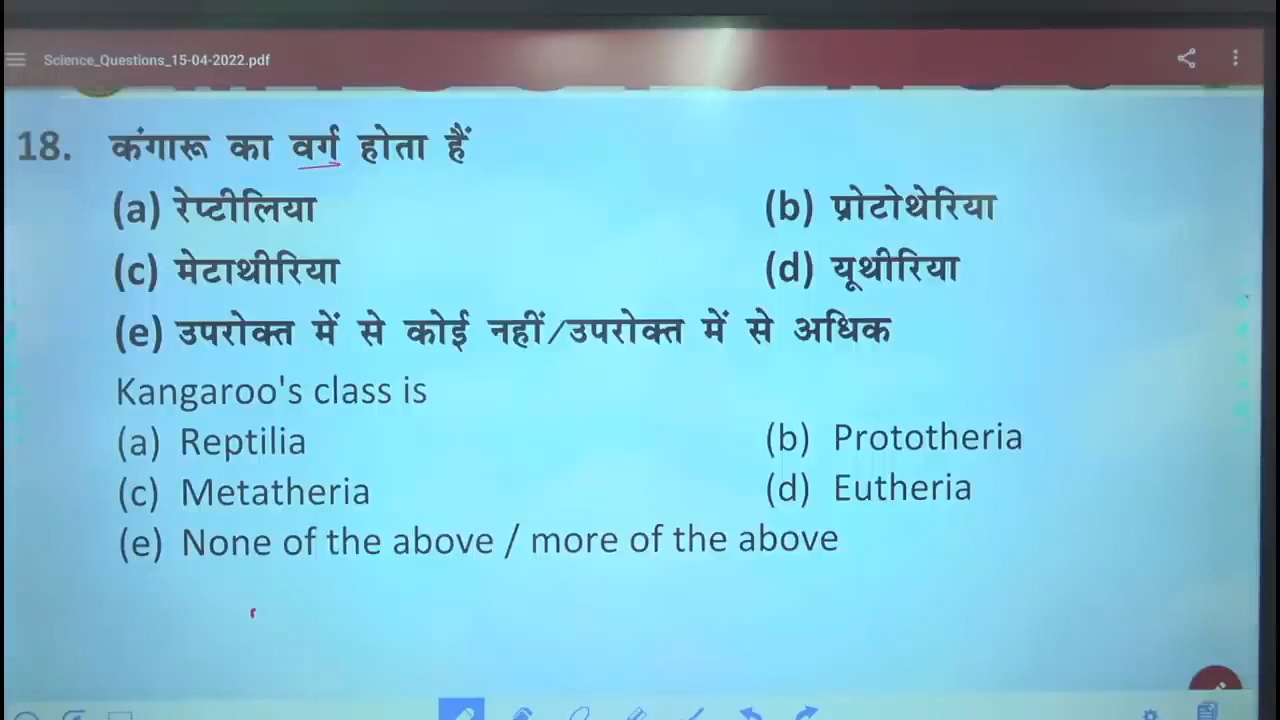 Science_Questions_15-04-2022.pdf
18. कंगारू का वर्ग होता हैं
(a) रेप्टीलिया (b) प्रोटोथेरिया
(c) मेटाथीरिया (d) यूथीरिया
(e) उपरोक्त में से कोई नहीं/उपरोक्त में से अधिक
Kangaroo's class is
(a) Reptilia (b) Prototheria
(c) Metatheria (d) Eutheria
(e) None of the above / more of the above